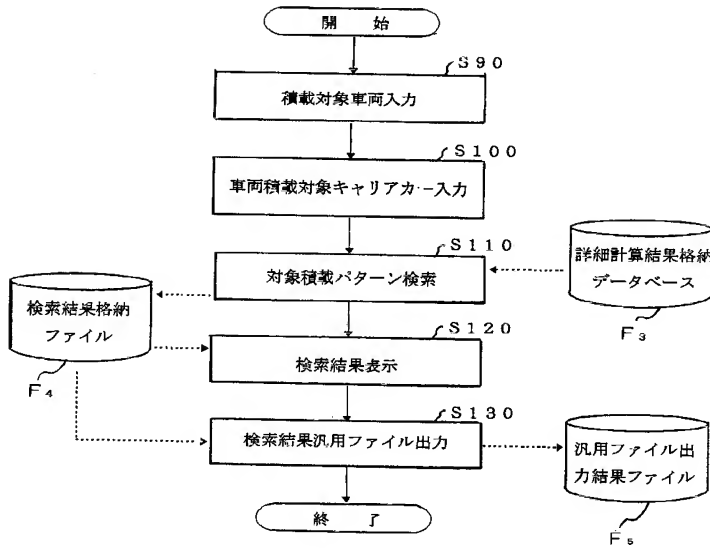 開　始
S90
積載対象車両入力
S100
車両積載対象キャリアカー入力
S110
対象積載パターン検索
詳細計算結果格納
データベース
F3
検索結果格納
ファイル
F4
S120
検索結果表示
S130
検索結果汎用ファイル出力
汎用ファイル出
力結果ファイル
F5
終　了